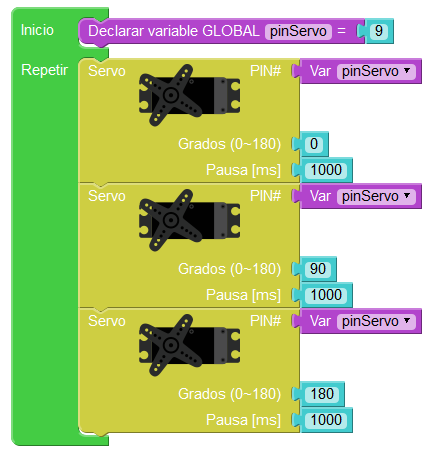 Inicio Declarar variable GLOBAL pinServo = 9
Repetir Servo PIN# Var pinServo
Grados (0~180) 0
Pausa [ms] 1000
Servo PIN# Var pinServo
Grados (0~180) 90
Pausa [ms] 1000
Servo PIN# Var pinServo
Grados (0~180) 180
Pausa [ms] 1000